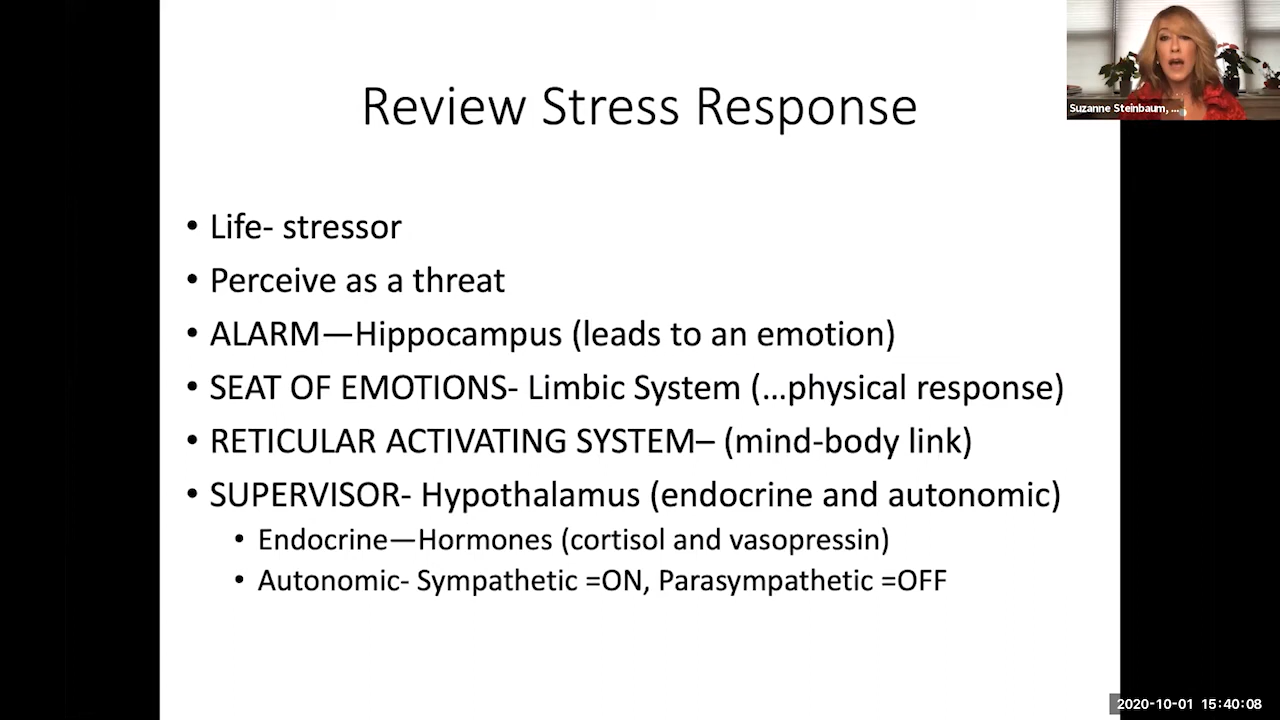 Review Stress Response
Suzanne Steinbaum, ...
• Life- stressor
• Perceive as a threat
• ALARM—Hippocampus (leads to an emotion)
• SEAT OF EMOTIONS- Limbic System (...physical response)
• RETICULAR ACTIVATING SYSTEM– (mind-body link)
• SUPERVISOR- Hypothalamus (endocrine and autonomic)
• Endocrine—Hormones (cortisol and vasopressin)
• Autonomic- Sympathetic =ON, Parasympathetic =OFF
2020-10-01 15:40:08